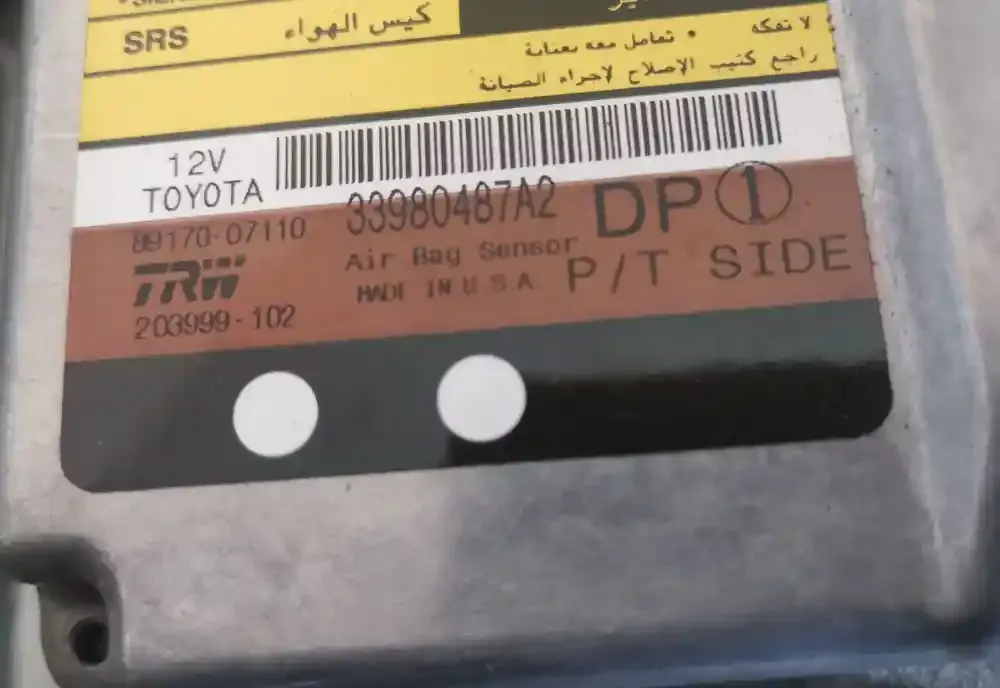 SRS كيس الهواء
لا تفكه • تعامل معه بعناية
راجع كتيب الإصلاح لاجراء الصيانة
12V
TOYOTA
89170-07110
TRW
203999-102
33980487A2
Air Bag Sensor
MADE IN U.S.A
DP 1
P/T SIDE